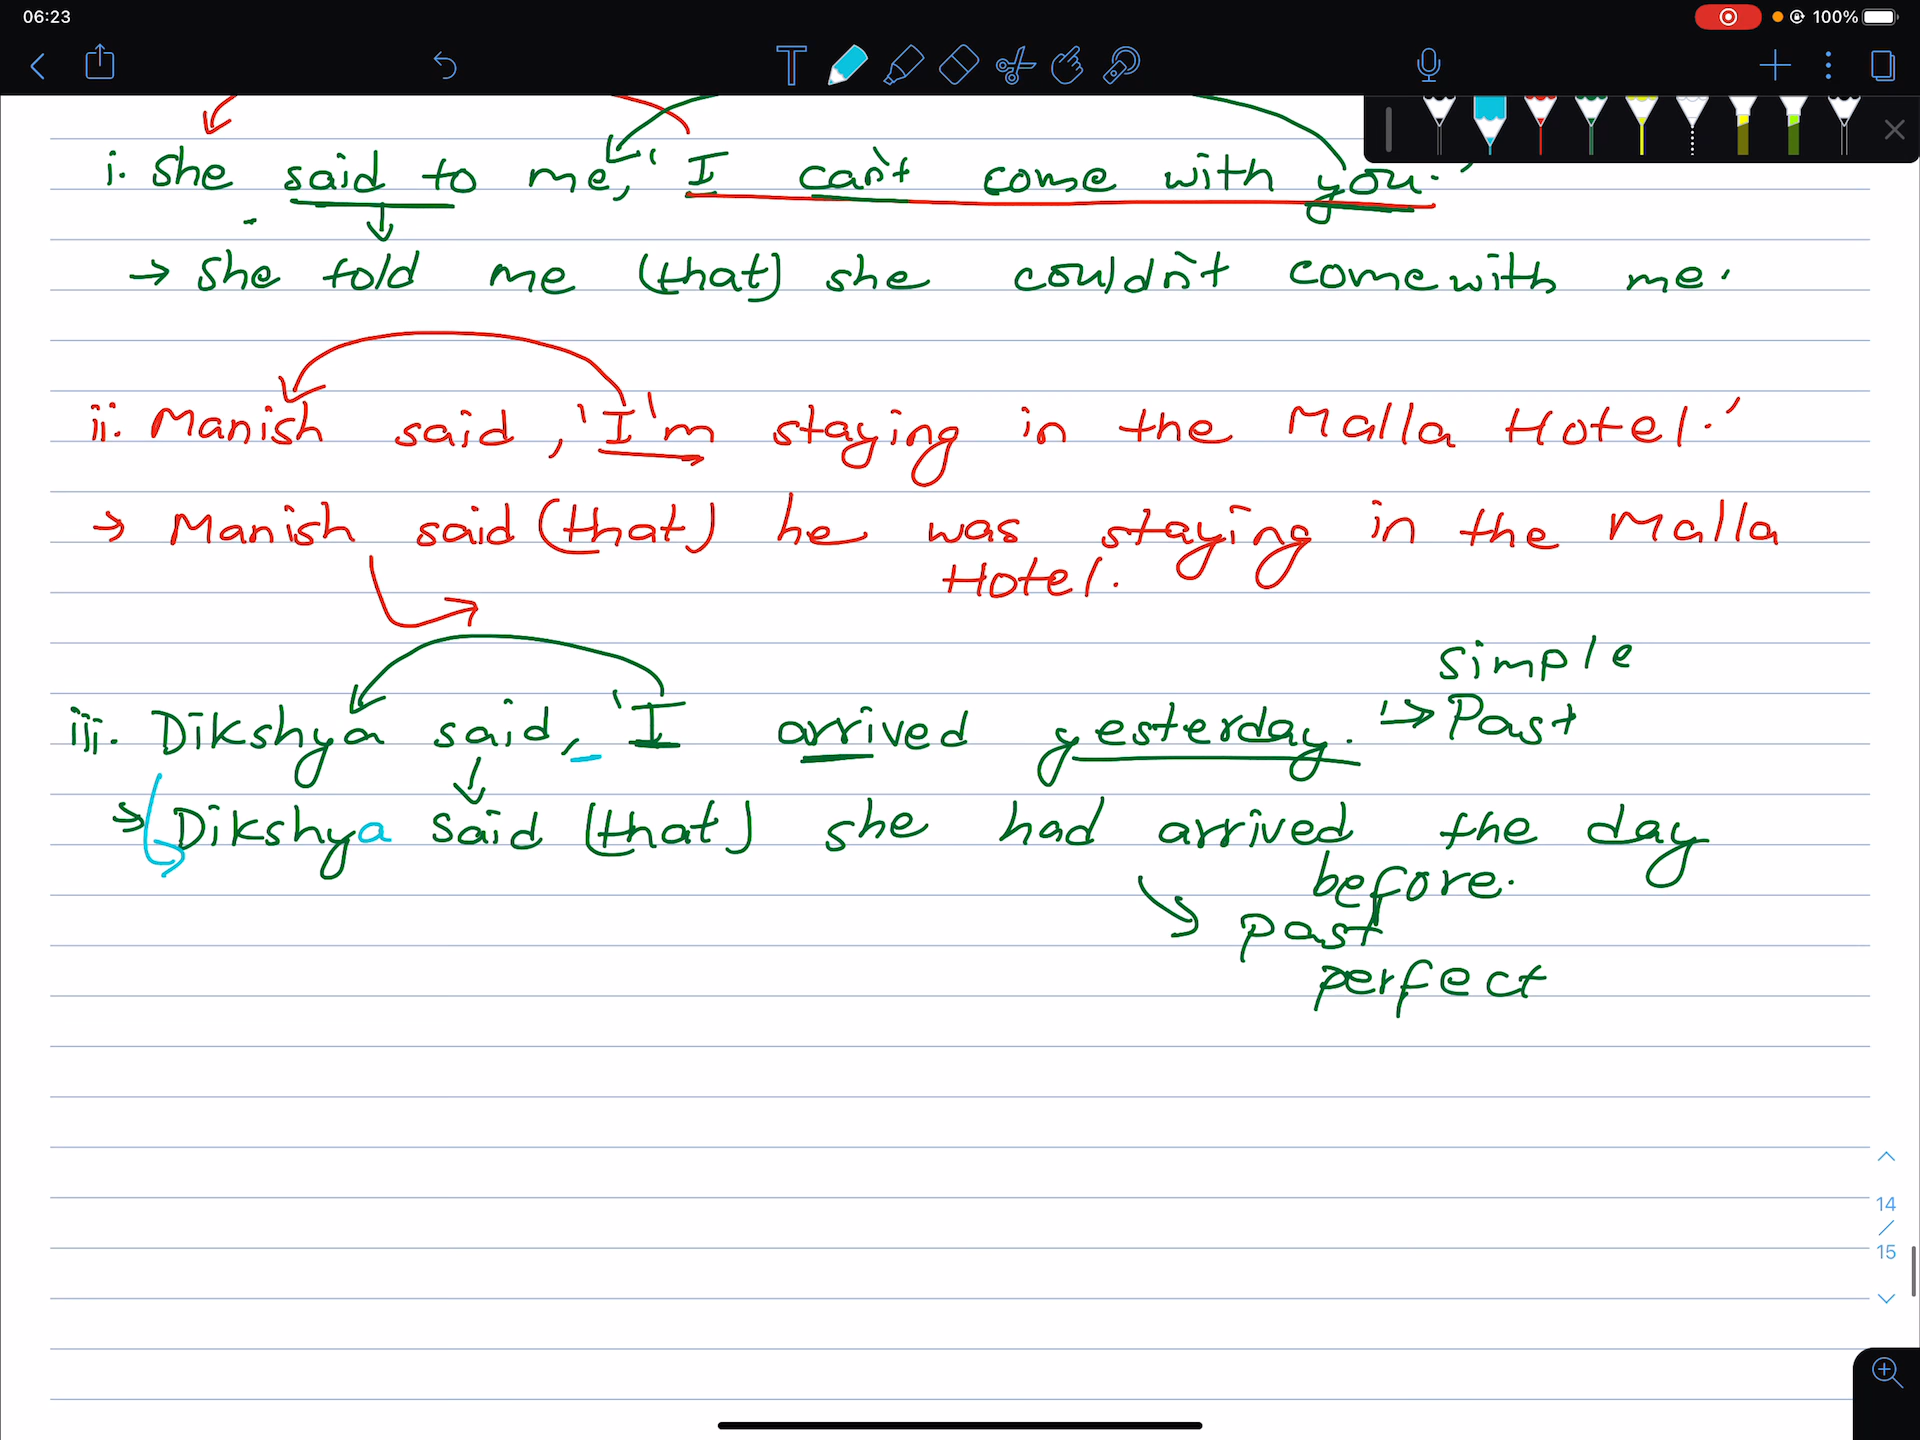 06:23
100%
i. She said to me, 'I can't come with you.'
→ She told me (that) she couldn't come with me.
ii. Manish said, 'I'm staying in the Malla Hotel.'
→ Manish said (that) he was staying in the Malla
Hotel.
simple
iii. Dikshya said, 'I arrived yesterday.' → Past
→ Dikshya said (that) she had arrived the day
before.
past
perfect
14
/
15